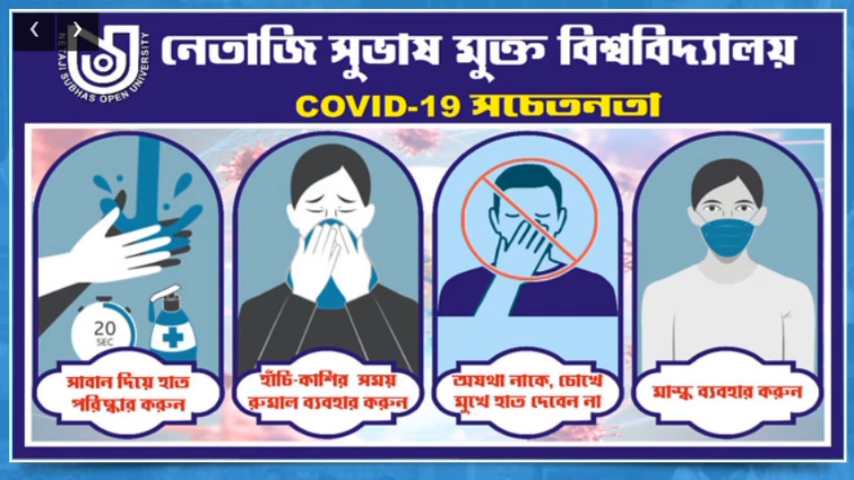 NETAJI SUBHAS OPEN UNIVERSITY
নেতাজি সুভাষ মুক্ত বিশ্ববিদ্যালয়
COVID-19 সচেতনতা
20
SEC
সাবান দিয়ে হাত
পরিষ্কার করুন
হাঁচি-কাশির সময়
রুমাল ব্যবহার করুন
অযথা নাকে, চোখে
মুখে হাত দেবেন না
মাস্ক ব্যবহার করুন